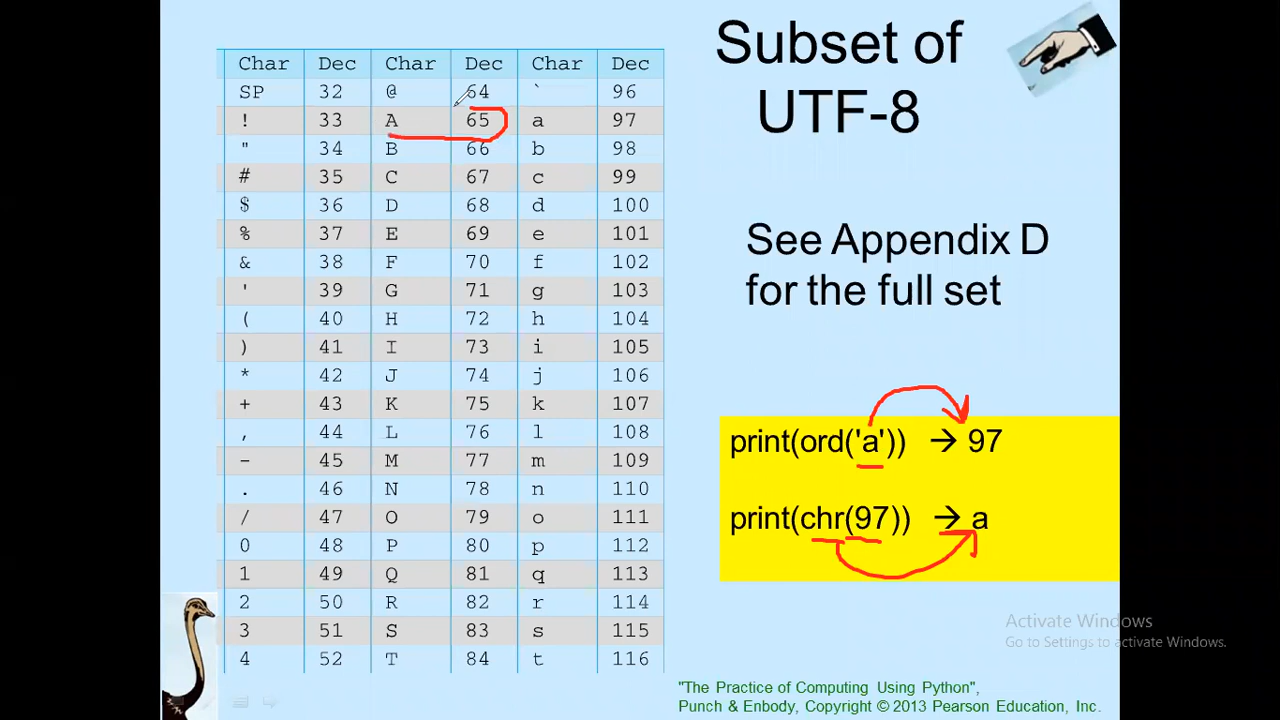 Subset of
UTF-8
Char Dec Char Dec Char Dec
SP 32 @ 64 ` 96
! 33 A 65 a 97
" 34 B 66 b 98
# 35 C 67 c 99
$ 36 D 68 d 100
% 37 E 69 e 101
& 38 F 70 f 102
' 39 G 71 g 103
( 40 H 72 h 104
) 41 I 73 i 105
* 42 J 74 j 106
+ 43 K 75 k 107
, 44 L 76 l 108
- 45 M 77 m 109
. 46 N 78 n 110
/ 47 O 79 o 111
0 48 P 80 p 112
1 49 Q 81 q 113
2 50 R 82 r 114
3 51 S 83 s 115
4 52 T 84 t 116
See Appendix D
for the full set
print(ord('a')) → 97
print(chr(97)) → a
Activate Windows
Go to Settings to activate Windows.
"The Practice of Computing Using Python",
Punch & Enbody, Copyright © 2013 Pearson Education, Inc.